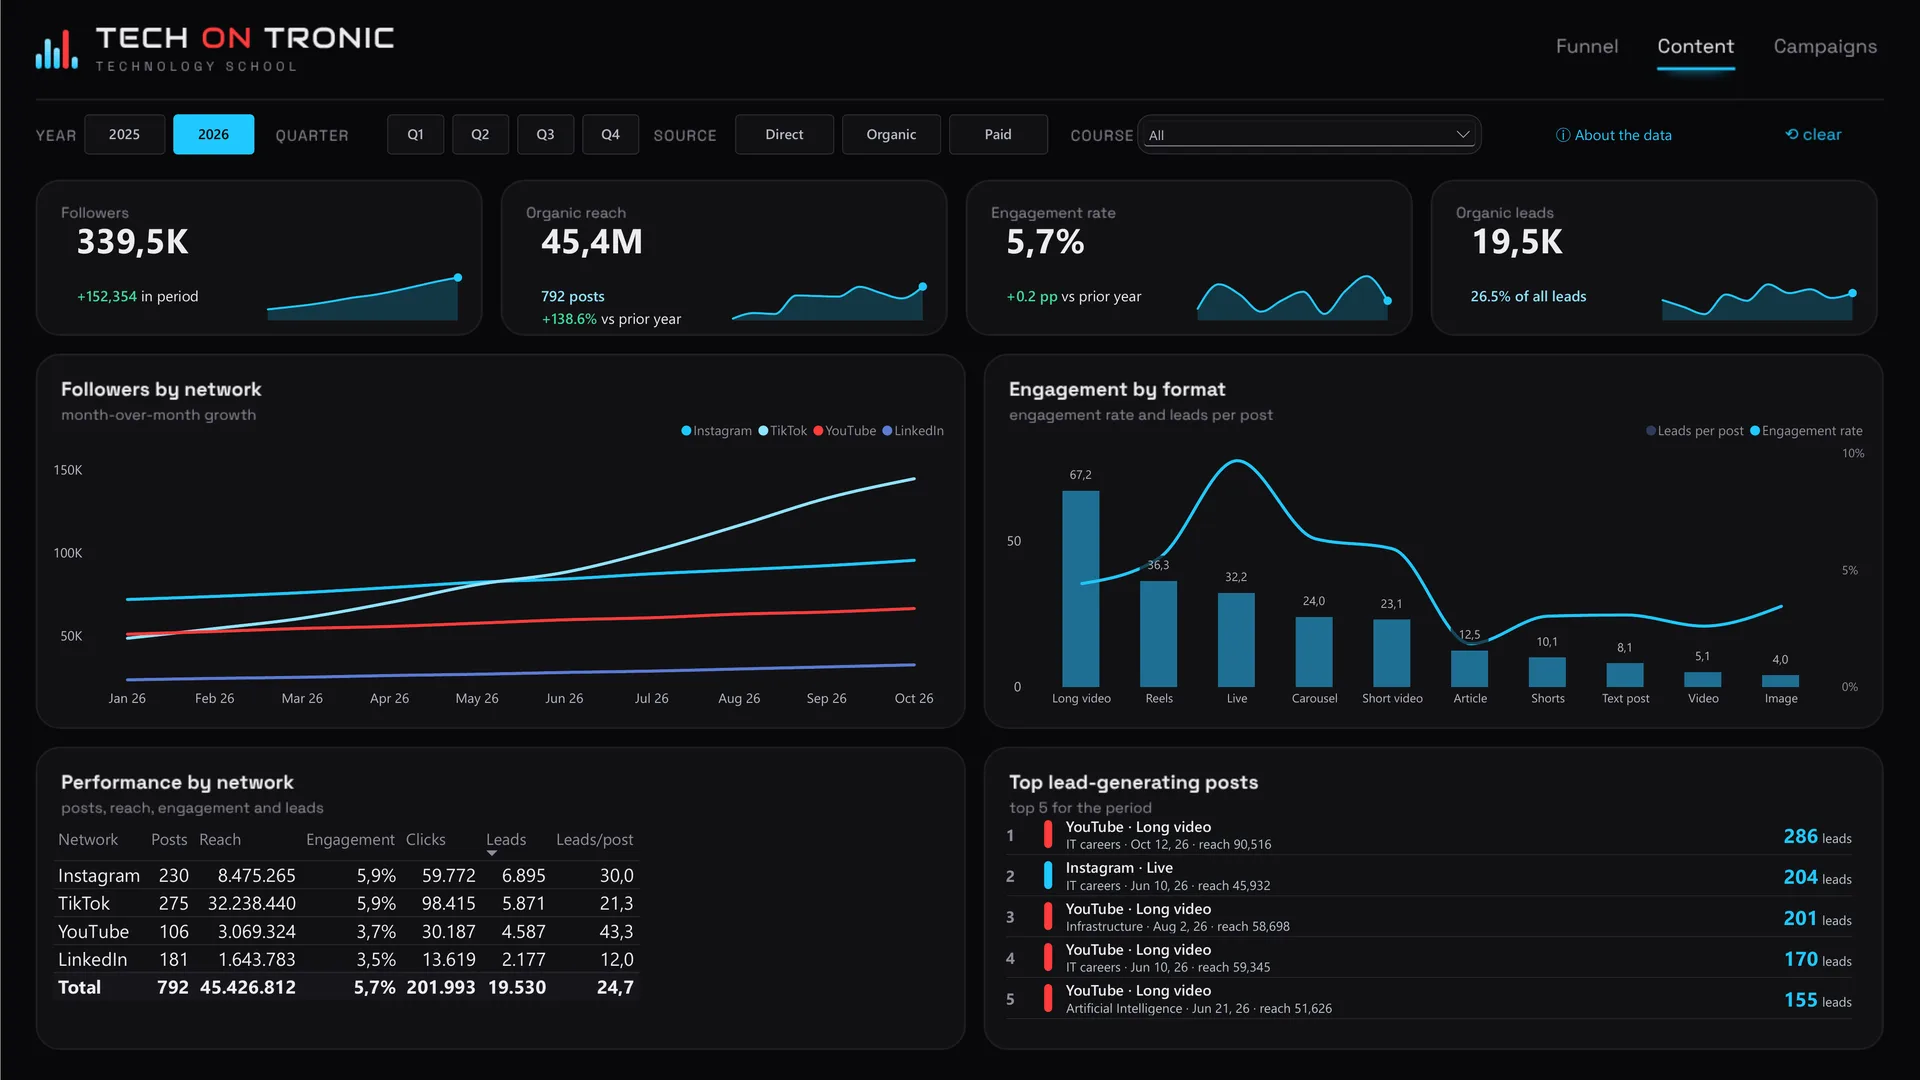 TECH ON TRONIC
TECHNOLOGY SCHOOL
Funnel
Content
Campaigns
YEAR
2025
2026
QUARTER
Q1
Q2
Q3
Q4
SOURCE
Direct
Organic
Paid
COURSE
All
ⓘ About the data
⟲ clear
Followers
339,5K
+152,354 in period
Organic reach
45,4M
792 posts
+138.6% vs prior year
Engagement rate
5,7%
+0.2 pp vs prior year
Organic leads
19,5K
26.5% of all leads
Followers by network
month-over-month growth
Instagram TikTok YouTube LinkedIn
150K
100K
50K
Jan 26 Feb 26 Mar 26 Apr 26 May 26 Jun 26 Jul 26 Aug 26 Sep 26 Oct 26
Engagement by format
engagement rate and leads per post
Leads per post Engagement rate
10%
5%
0%
50
0
67,2
36,3
32,2
24,0
23,1
12,5
10,1
8,1
5,1
4,0
Long video Reels Live Carousel Short video Article Shorts Text post Video Image
Performance by network
posts, reach, engagement and leads
Network Posts Reach Engagement Clicks Leads Leads/post
Instagram 230 8.475.265 5,9% 59.772 6.895 30,0
TikTok 275 32.238.440 5,9% 98.415 5.871 21,3
YouTube 106 3.069.324 3,7% 30.187 4.587 43,3
LinkedIn 181 1.643.783 3,5% 13.619 2.177 12,0
Total 792 45.426.812 5,7% 201.993 19.530 24,7
Top lead-generating posts
top 5 for the period
1 YouTube · Long video
IT careers · Oct 12, 26 · reach 90,516
286 leads
2 Instagram · Live
IT careers · Jun 10, 26 · reach 45,932
204 leads
3 YouTube · Long video
Infrastructure · Aug 2, 26 · reach 58,698
201 leads
4 YouTube · Long video
IT careers · Jun 10, 26 · reach 59,345
170 leads
5 YouTube · Long video
Artificial Intelligence · Jun 21, 26 · reach 51,626
155 leads